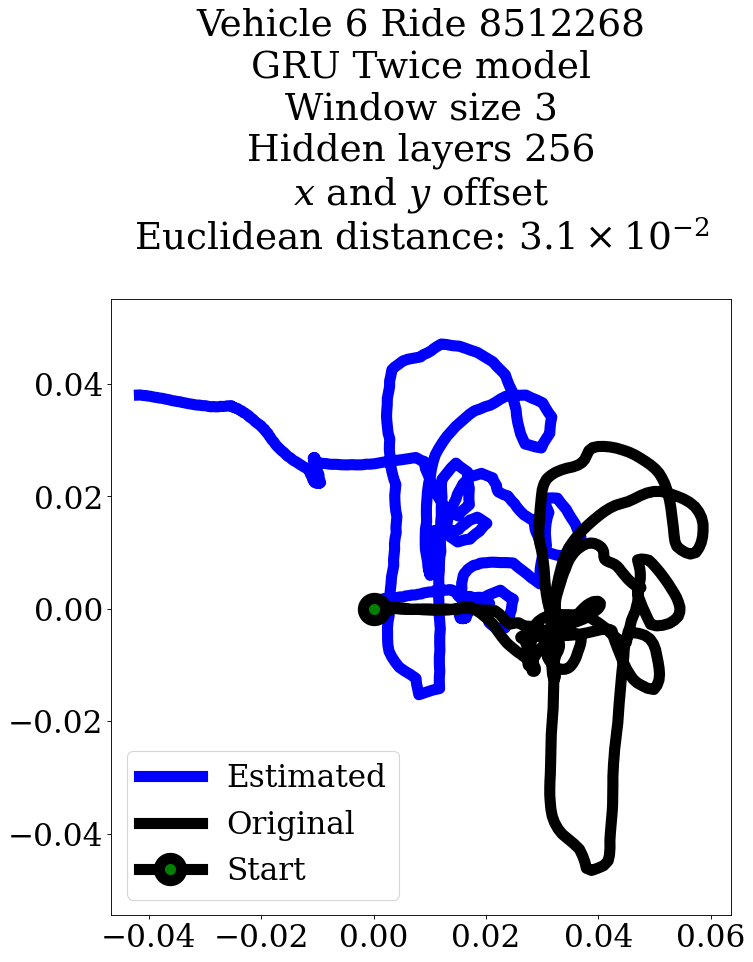 Vehicle 6 Ride 8512268
GRU Twice model
Window size 3
Hidden layers 256
x and y offset
Euclidean distance: 3.1 × 10⁻²
0.04
0.02
0.00
−0.02
−0.04
Estimated
Original
Start
−0.04 −0.02 0.00 0.02 0.04 0.06